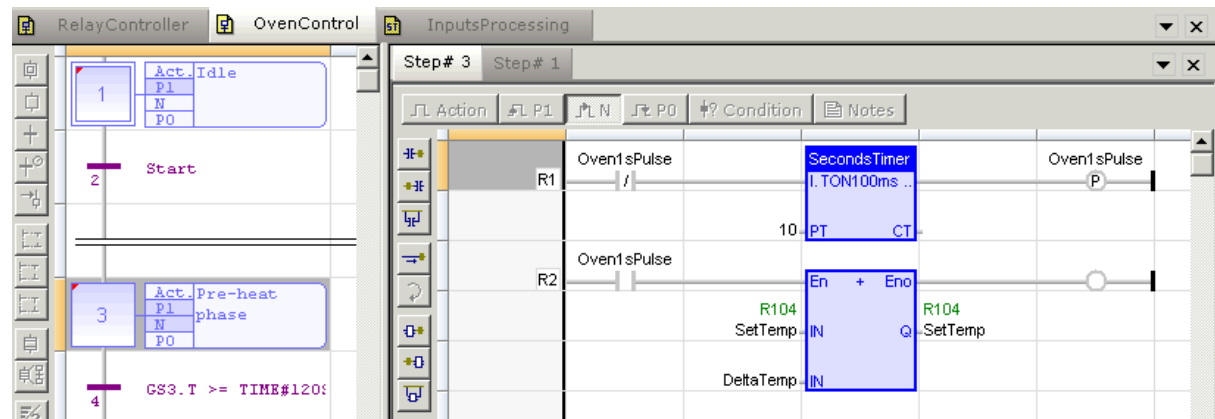 RelayController OvenControl ST InputsProcessing
Step# 3 Step# 1
Action P1 N P0 Condition Notes
1 Act. Idle
P1
N
P0
2 Start
3 Act. Pre-heat
P1 phase
N
P0
4 GS3.T >= TIME#120
R1 Oven1sPulse SecondsTimer Oven1sPulse
/ I.TON100ms .. P
10 PT CT
R2 Oven1sPulse
En + Eno
R104 R104
SetTemp IN Q SetTemp
DeltaTemp IN